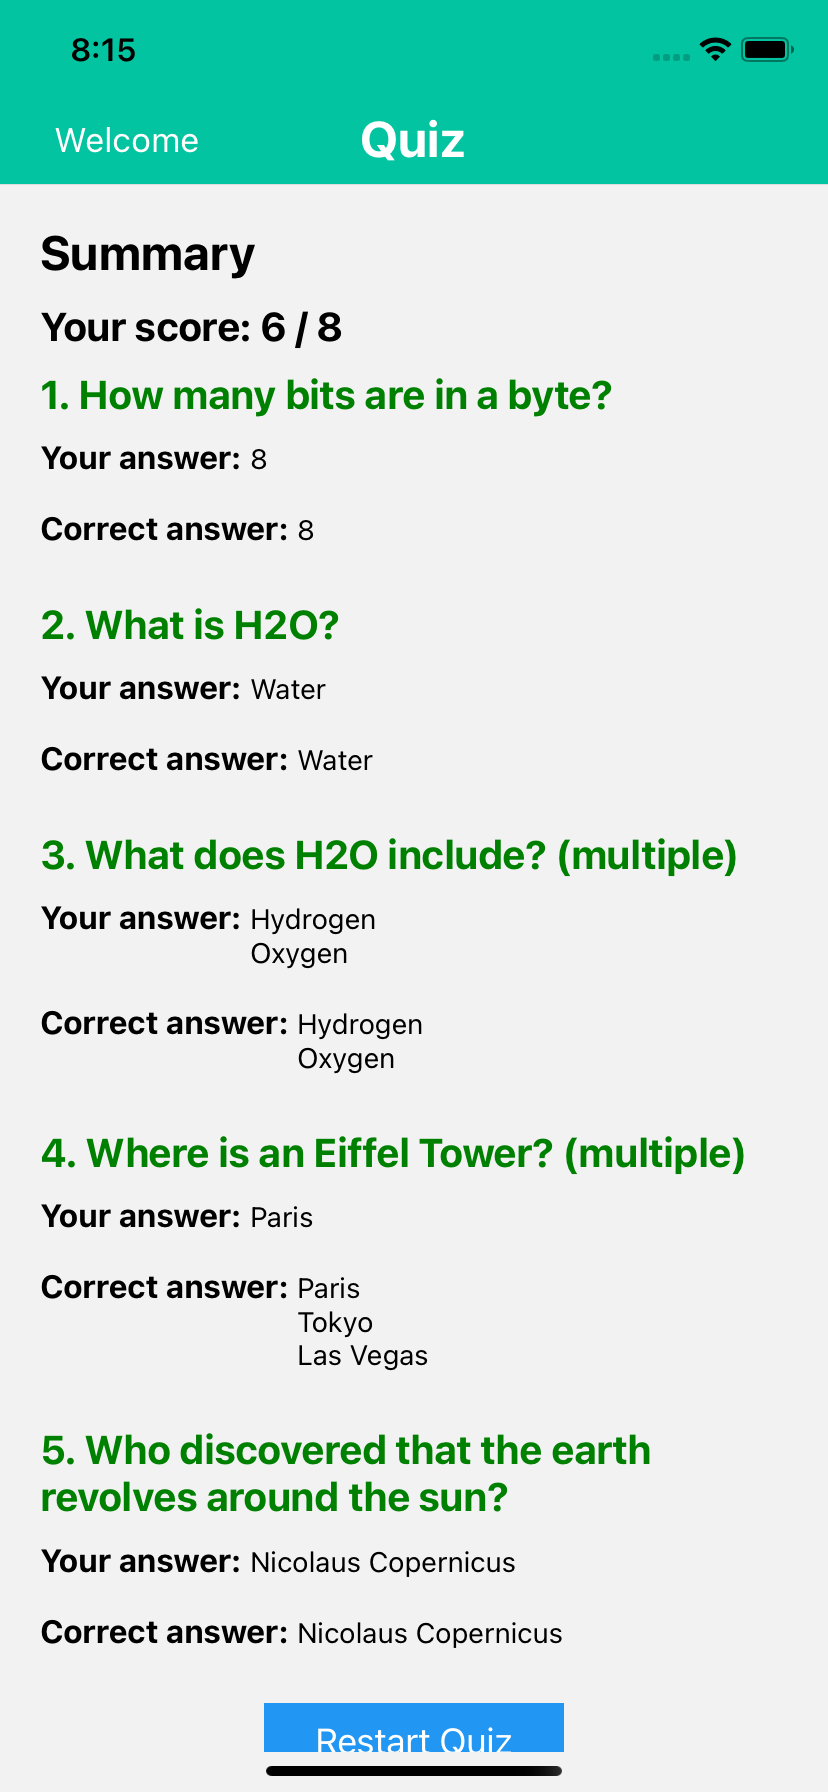 8:15
Welcome
Quiz
Summary
Your score: 6 / 8
1. How many bits are in a byte?
Your answer: 8
Correct answer: 8
2. What is H2O?
Your answer: Water
Correct answer: Water
3. What does H2O include? (multiple)
Your answer: Hydrogen
Oxygen
Correct answer: Hydrogen
Oxygen
4. Where is an Eiffel Tower? (multiple)
Your answer: Paris
Correct answer: Paris
Tokyo
Las Vegas
5. Who discovered that the earth
revolves around the sun?
Your answer: Nicolaus Copernicus
Correct answer: Nicolaus Copernicus
Restart Quiz